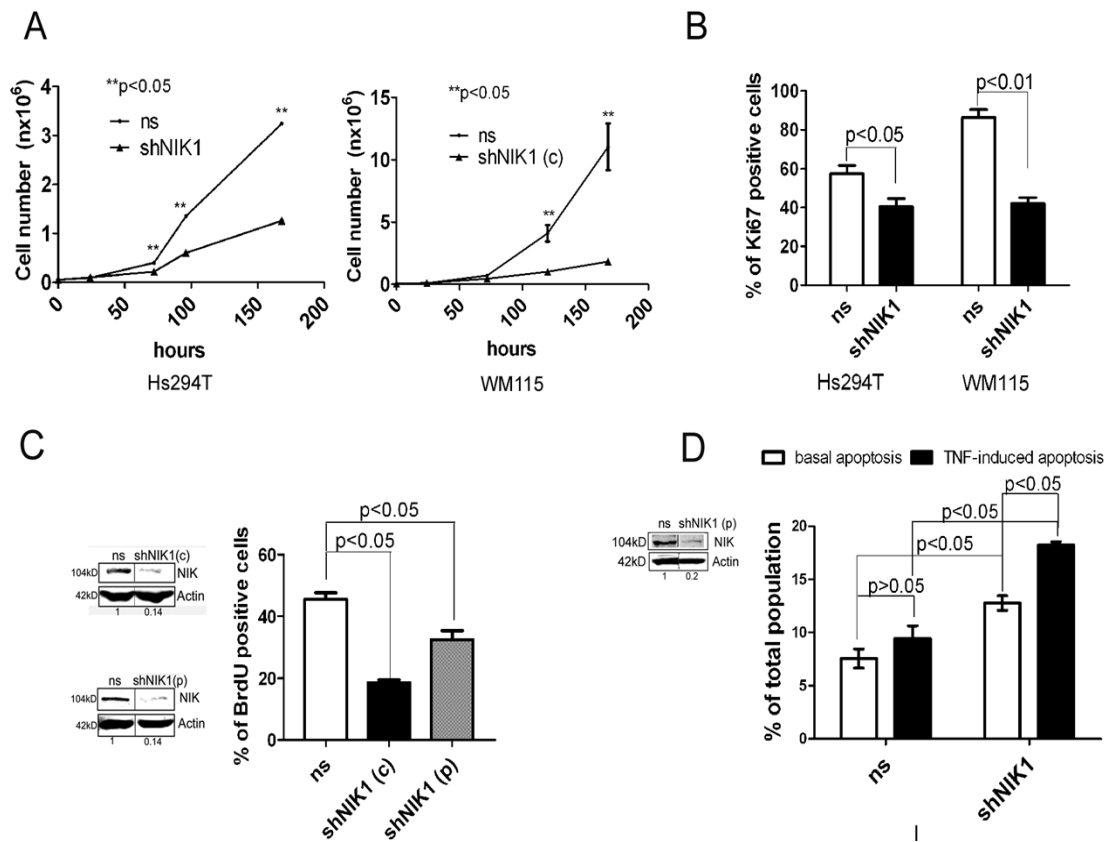 A
**p<0.05
ns
shNIK1
Cell number (nx10⁶)
4
3
2
1
0
0 50 100 150 200
hours
Hs294T
**p<0.05
ns
shNIK1 (c)
Cell number (nx10⁶)
15
10
5
0
0 50 100 150 200
hours
WM115
** ** **
** **
B
p<0.01
p<0.05
% of Ki67 positive cells
100
80
60
40
20
0
ns shNIK1 ns shNIK1
Hs294T WM115
C
ns shNIK1(c)
104kD NIK
42kD Actin
1 0.14
ns shNIK1(p)
104kD NIK
42kD Actin
1 0.14
p<0.05
p<0.05
% of BrdU positive cells
60
40
20
0
ns shNIK1 (c) shNIK1 (p)
D
basal apoptosis TNF-induced apoptosis
ns shNIK1 (p)
104kD NIK
42kD Actin
1 0.2
p<0.05
p<0.05
p<0.05
p>0.05
% of total population
20
15
10
5
0
ns shNIK1